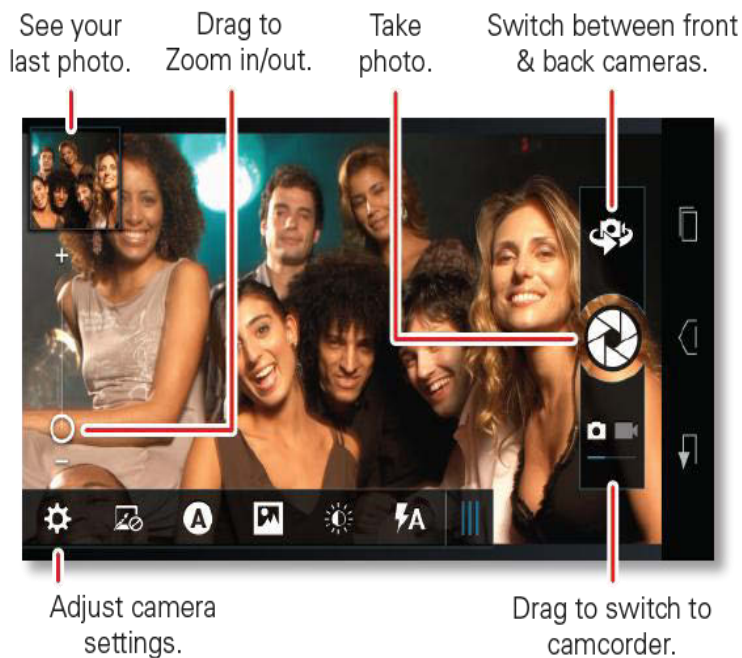 See your
last photo.
Drag to
Zoom in/out.
Take
photo.
Switch between front
& back cameras.
+
−
A
A
Adjust camera
settings.
Drag to switch to
camcorder.